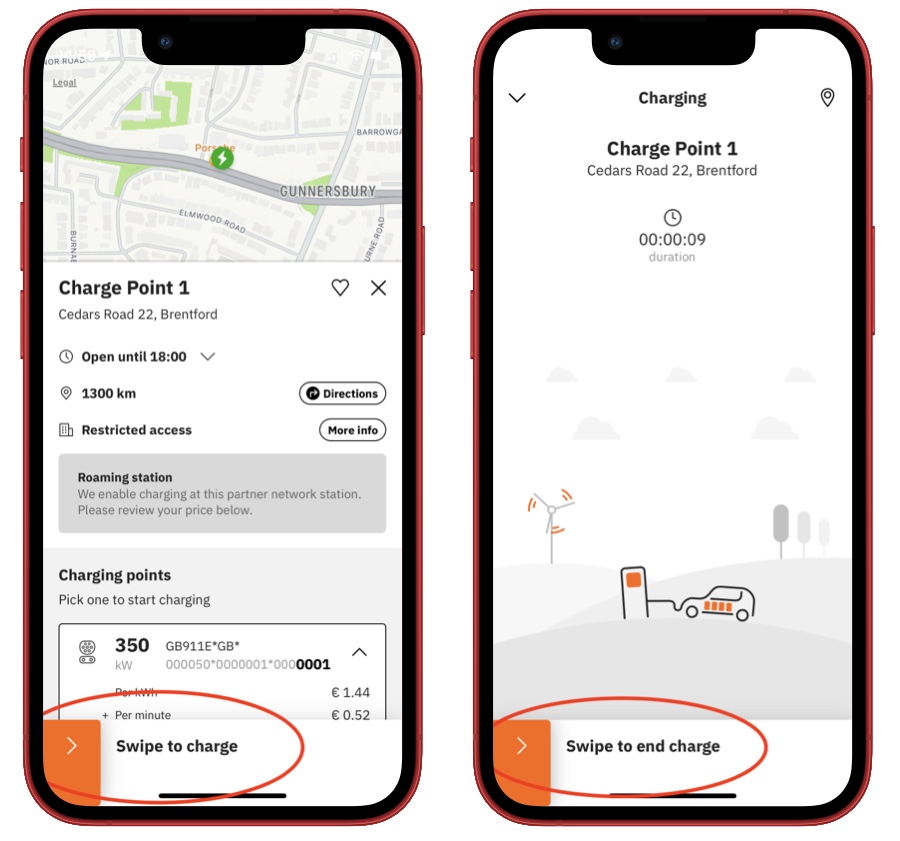 NOR ROAD
Legal
BARROWGA
Porsche
GUNNERSBURY
ELMWOOD ROAD
BURNA
URNE ROAD
Charge Point 1
Cedars Road 22, Brentford
Open until 18:00
1300 km
Directions
Restricted access
More info
Roaming station
We enable charging at this partner network station.
Please review your price below.
Charging points
Pick one to start charging
350
kW
GB911E*GB*
000050*0000001*0000001
Per kWh
€ 1.44
+ Per minute
€ 0.52
Swipe to charge
Charging
Charge Point 1
Cedars Road 22, Brentford
00:00:09
duration
Swipe to end charge